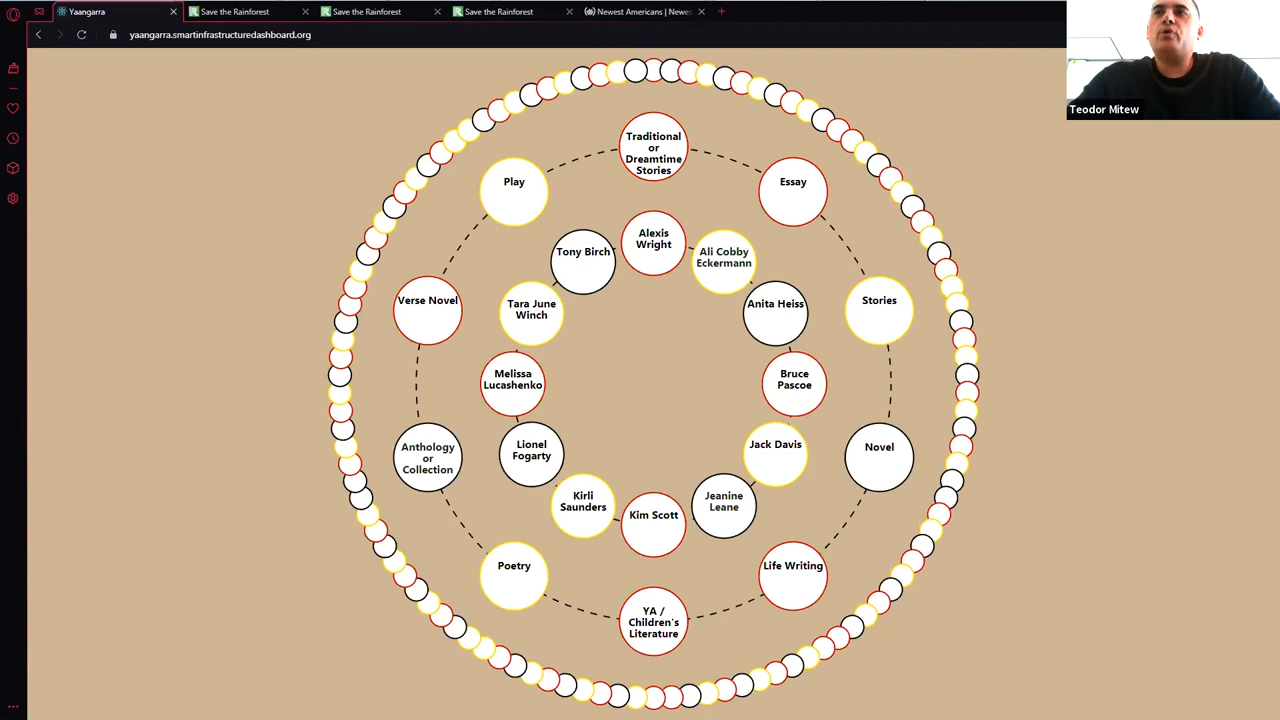 Yaangarra
Save the Rainforest
Save the Rainforest
Save the Rainforest
Newest Americans | Newe
yaangarra.smartinfrastructuredashboard.org
Teodor Mitew
Traditional
or
Dreamtime
Stories
Play
Essay
Alexis
Wright
Tony Birch
Ali Cobby
Eckermann
Verse Novel
Tara June
Winch
Anita Heiss
Stories
Melissa
Lucashenko
Bruce
Pascoe
Anthology
or
Collection
Lionel
Fogarty
Jack Davis
Novel
Kirli
Saunders
Kim Scott
Jeanine
Leane
Poetry
Life Writing
YA /
Children's
Literature